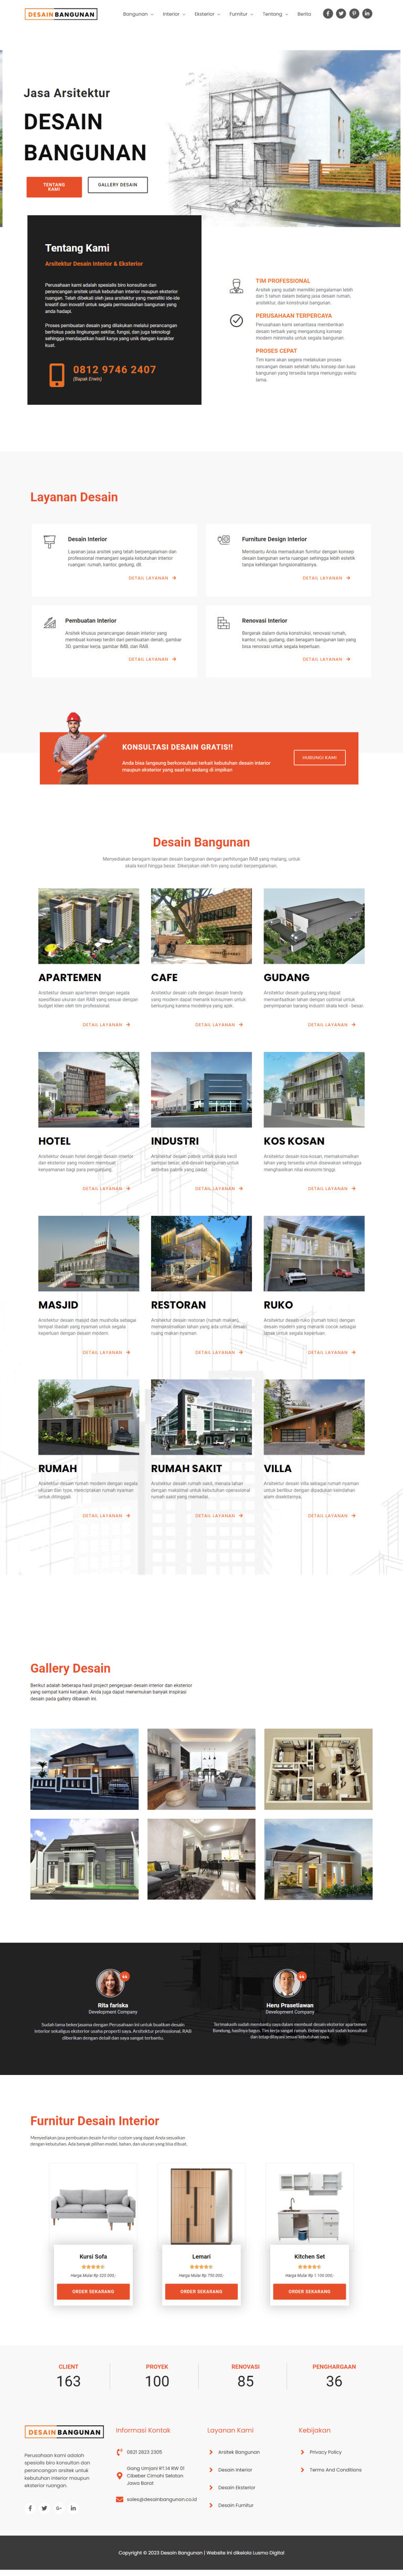 DESAIN BANGUNAN
Bangunan Interior Eksterior Furnitur Tentang Berita
Jasa Arsitektur
DESAIN
BANGUNAN
TENTANG
KAMI
GALLERY DESAIN
Tentang Kami
Arsitektur Desain Interior & Eksterior
Perusahaan kami adalah spesialis biro konsultan dan
perancangan arsitek untuk kebutuhan interior maupun eksterior
ruangan. Telah dibekali oleh jasa arsitektur yang memiliki ide-ide
kreatif dan inovatif untuk segala permasalahan bangunan yang
anda hadapi.
Proses pembuatan desain yang dilakukan melalui perancangan
berfokus pada lingkungan sekitar, fungsi, dan juga teknologi
sehingga mendapatkan hasil karya yang unik dengan karakter
kuat.
0812 9746 2407
(Bapak Erwin)
TIM PROFESSIONAL
Arsitek yang sudah memiliki pengalaman lebih
dari 5 tahun dalam bidang jasa desain rumah,
arsitektur, dan konstruksi bangunan.
PERUSAHAAN TERPERCAYA
Perusahaan kami senantiasa memberikan
desain terbaik yang mengandung konsep
modern minimalis untuk segala bangunan.
PROSES CEPAT
Tim kami akan segera melakukan proses
rancangan desain setelah tahu konsep dan luas
bangunan yang tersedia tanpa menunggu waktu
lama.
Layanan Desain
Desain Interior
Layanan jasa arsitek yang telah berpengalaman dan
professional menangani segala kebutuhan interior
ruangan: rumah, kantor, gedung, dll.
DETAIL LAYANAN
Furniture Design Interior
Membantu Anda memadukan furnitur dengan konsep
desain bangunan serta ruangan sehingga lebih estetik
tanpa kehilangan fungsionalitasnya.
DETAIL LAYANAN
Pembuatan Interior
Arsitek khusus perancangan desain interior yang
membuat konsep terdiri dari pembuatan denah, gambar
3D, gambar kerja, gambar IMB, dan RAB.
DETAIL LAYANAN
Renovasi Interior
Bergerak dalam dunia konstruksi, renovasi rumah,
kantor, ruko, gudang, dan beragam bangunan lain yang
bisa renovasi untuk segala keperluan.
DETAIL LAYANAN
KONSULTASI DESAIN GRATIS!!
Anda bisa langsung berkonsultasi terkait kebutuhan desain interior
maupun eksterior yang saat ini sedang di impikan
HUBUNGI KAMI
Desain Bangunan
Menyediakan beragam layanan desain bangunan dengan perhitungan RAB yang matang, untuk
skala kecil hingga besar. Dikerjakan oleh tim yang sudah berpengalaman.
APARTEMEN
Arsitektur desain apartemen dengan segala
spesifikasi ukuran dan RAB yang sesuai dengan
budget klien oleh tim professional.
DETAIL LAYANAN
CAFE
Arsitektur desain cafe dengan desain trendy
yang modern dapat menarik konsumen untuk
berkunjung karena modelnya yang apik.
DETAIL LAYANAN
GUDANG
Arsitektur desain gudang yang dapat
memanfaatkan lahan dengan optimal untuk
penyimpanan barang industri skala kecil - besar.
DETAIL LAYANAN
HOTEL
Arsitektur desain hotel dengan desain interior
dan eksterior yang modern membuat
kenyamanan bagi para pengunjung.
DETAIL LAYANAN
INDUSTRI
Arsitektur desain pabrik untuk skala kecil
sampai besar, ahli desain bangunan untuk
aktivitas pabrik yang padat.
DETAIL LAYANAN
KOS KOSAN
Arsitektur desain kos-kosan, memaksimalkan
lahan yang tersedia untuk disewakan sehingga
menghasilkan nilai ekonomi tinggi.
DETAIL LAYANAN
MASJID
Arsitektur desain masjid dan musholla sebagai
tempat ibadah yang nyaman untuk segala
keperluan dengan desain modern.
DETAIL LAYANAN
RESTORAN
Arsitektur desain restoran (rumah makan),
memaksimalkan lahan yang ada untuk desain
ruang makan nyaman.
DETAIL LAYANAN
RUKO
Arsitektur desain ruko (rumah toko) dengan
desain modern yang menarik cocok sebagai
lahan untuk segala keperluan.
DETAIL LAYANAN
RUMAH
Arsitektur desain rumah modern dengan segala
ukuran dan type, menciptakan rumah nyaman
untuk ditinggali.
DETAIL LAYANAN
RUMAH SAKIT
Arsitektur desain rumah sakit, menata lahan
dengan maksimal untuk kebutuhan operasional
rumah sakit yang memadai.
DETAIL LAYANAN
VILLA
Arsitektur desain villa sebagai rumah nyaman
untuk berlibur dengan dipadukan keindahan
alam disekitarnya.
DETAIL LAYANAN
Gallery Desain
Berikut adalah beberapa hasil project pengerjaan desain interior dan eksterior
yang sempat kami kerjakan. Anda juga dapat menemukan banyak inspirasi
desain pada gallery dibawah ini.
Rita fariska
Development Company
Sudah lama bekerjasama dengan Perusahaan ini untuk buatkan desain
interior sekaligus eksterior usaha properti saya. Arsitektur professional, RAB
diberikan dengan detail dan saya sangat terbantu.
Heru Prasetiawan
Development Company
Terimakasih sudah membantu saya dalam membuat desain eksterior apartemen
Bandung, hasilnya bagus. Tim kerja sangat ramah. Beberapa kali sudah konsultasi
dan tetap dilayani sesuai kebutuhan saya.
Furnitur Desain Interior
Menyediakan jasa pembuatan desain furnitur custom yang dapat Anda sesuaikan
dengan kebutuhan. Ada banyak pilihan model, bahan, dan ukuran yang bisa dibuat.
Kursi Sofa
Harga Mulai Rp 320.000,-
ORDER SEKARANG
Lemari
Harga Mulai Rp 750.000,-
ORDER SEKARANG
Kitchen Set
Harga Mulai Rp 1.100.000,-
ORDER SEKARANG
CLIENT
163
PROYEK
100
RENOVASI
85
PENGHARGAAN
36
DESAIN BANGUNAN
Perusahaan kami adalah
spesialis biro konsultan dan
perancangan arsitek untuk
kebutuhan interior maupun
eksterior ruangan.
Informasi Kontak
0821 2823 2305
Gang Limijani RT.14 RW 01
Cibeber Cimahi Selatan
Jawa Barat
sales@desainbangunan.co.id
Layanan Kami
Arsitek Bangunan
Desain Interior
Desain Eksterior
Desain Furnitur
Kebijakan
Privacy Policy
Terms And Conditions
Copyright © 2023 Desain Bangunan | Website ini dikelola Lusmo Digital